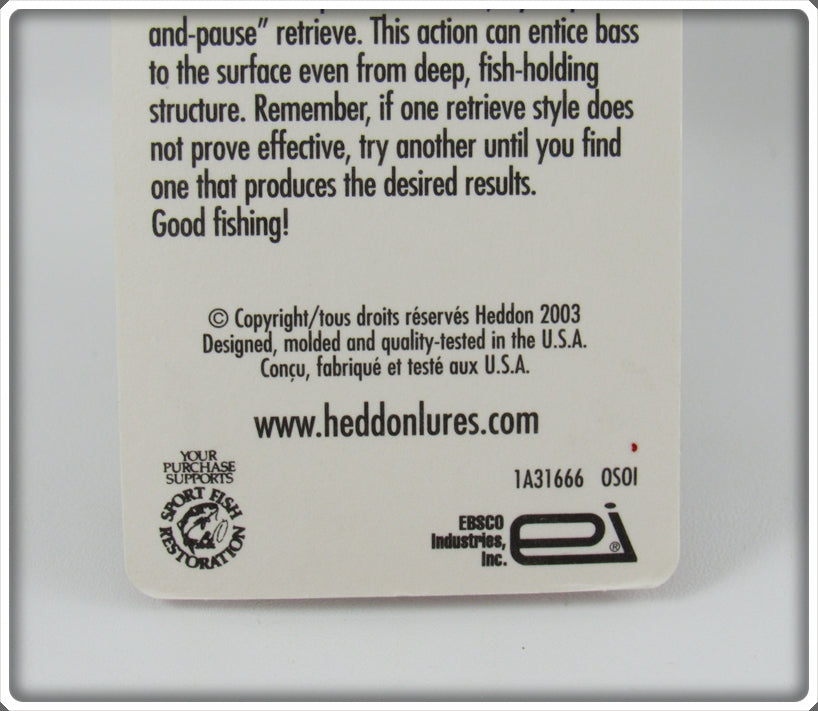 and-pause” retrieve. This action can entice bass
to the surface even from deep, fish-holding
structure. Remember, if one retrieve style does
not prove effective, try another until you find
one that produces the desired results.
Good fishing!
© Copyright/tous droits réservés Heddon 2003
Designed, molded and quality-tested in the U.S.A.
Conçu, fabriqué et testé aux U.S.A.
www.heddonlures.com
YOUR
PURCHASE
SUPPORTS
SPORT FISH
RESTORATION
1A31666 OSOI
EBSCO
Industries,
Inc.
ei ®